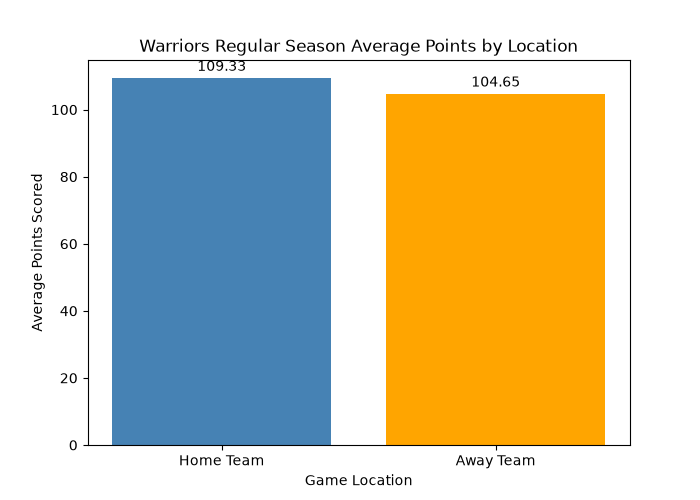 Warriors Regular Season Average Points by Location
109.33
104.65
100
80
60
40
20
0
Average Points Scored
Home Team
Away Team
Game Location